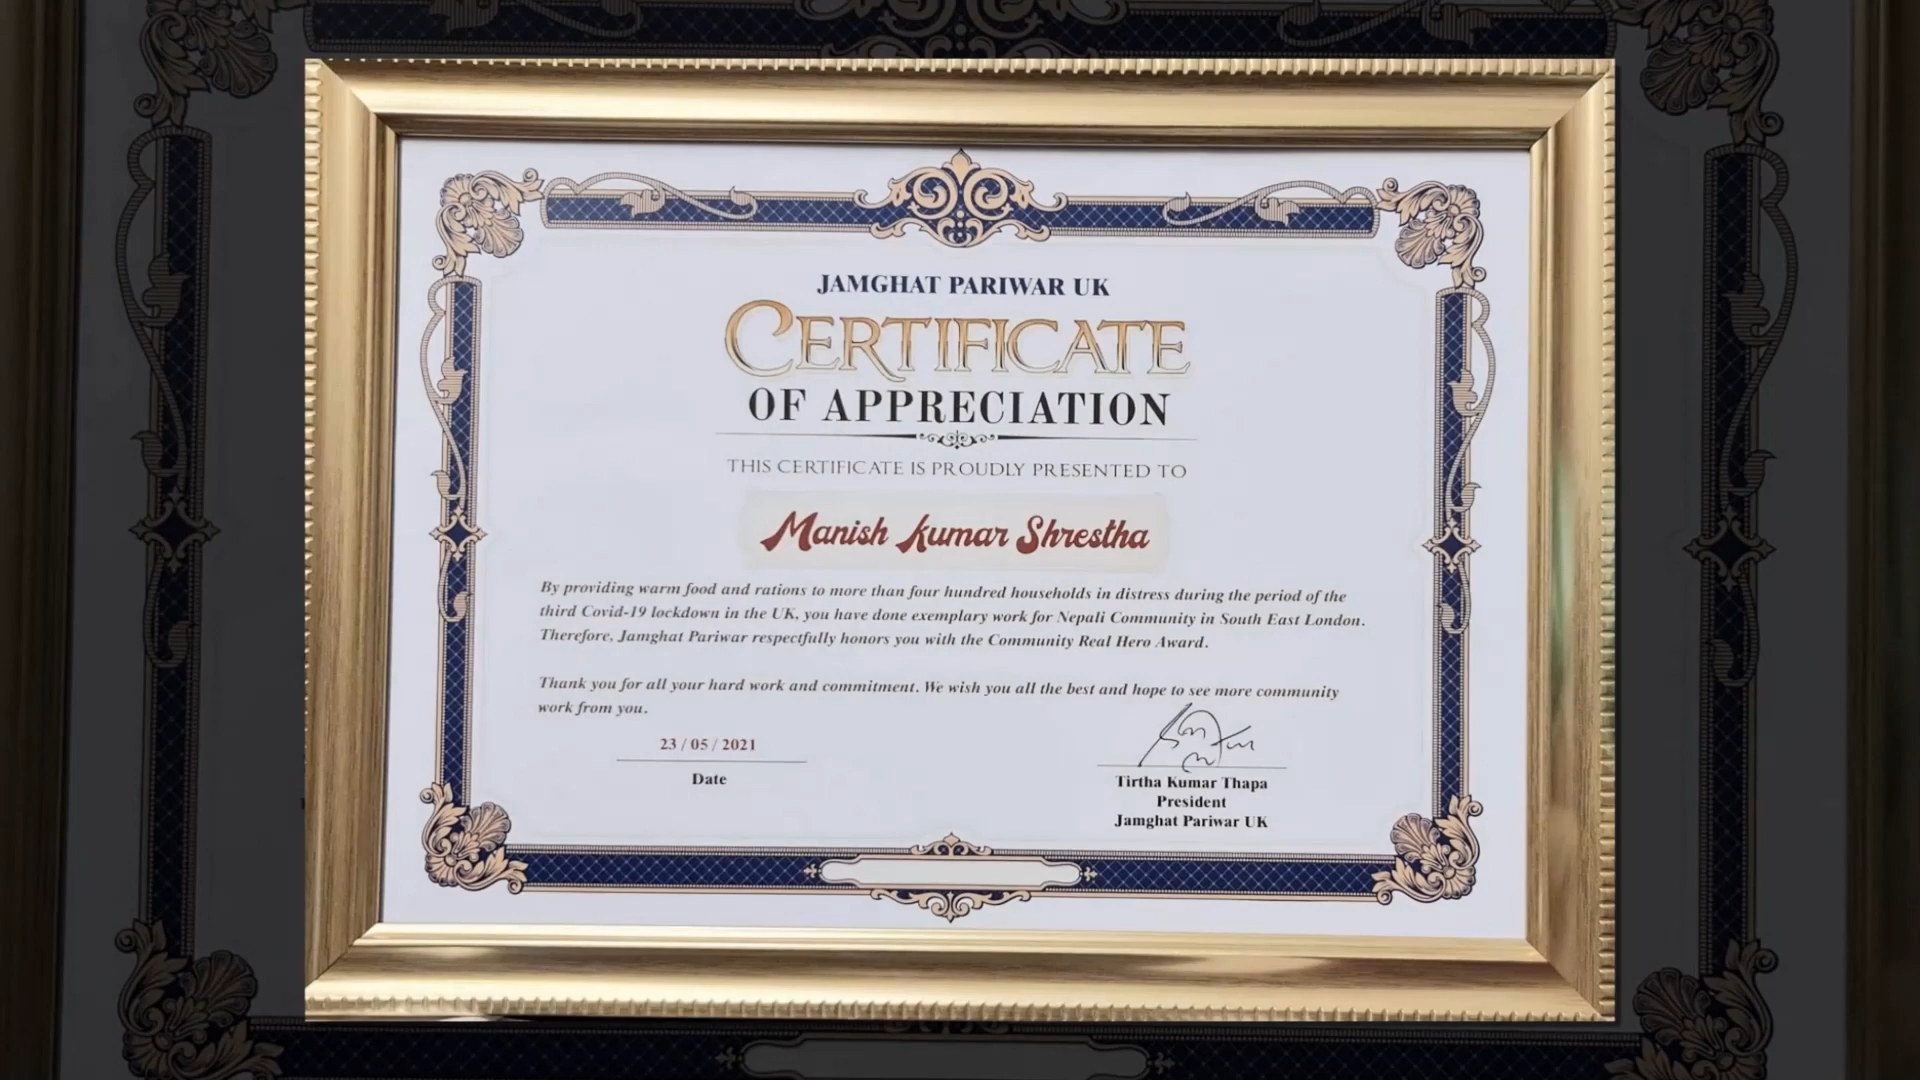 JAMGHAT PARIWAR UK
CERTIFICATE
OF APPRECIATION
THIS CERTIFICATE IS PROUDLY PRESENTED TO
Manish Kumar Shrestha
By providing warm food and rations to more than four hundred households in distress during the period of the
third Covid-19 lockdown in the UK, you have done exemplary work for Nepali Community in South East London.
Therefore, Jamghat Pariwar respectfully honors you with the Community Real Hero Award.
Thank you for all your hard work and commitment. We wish you all the best and hope to see more community
work from you.
23 / 05 / 2021
Date
Tirtha Kumar Thapa
President
Jamghat Pariwar UK